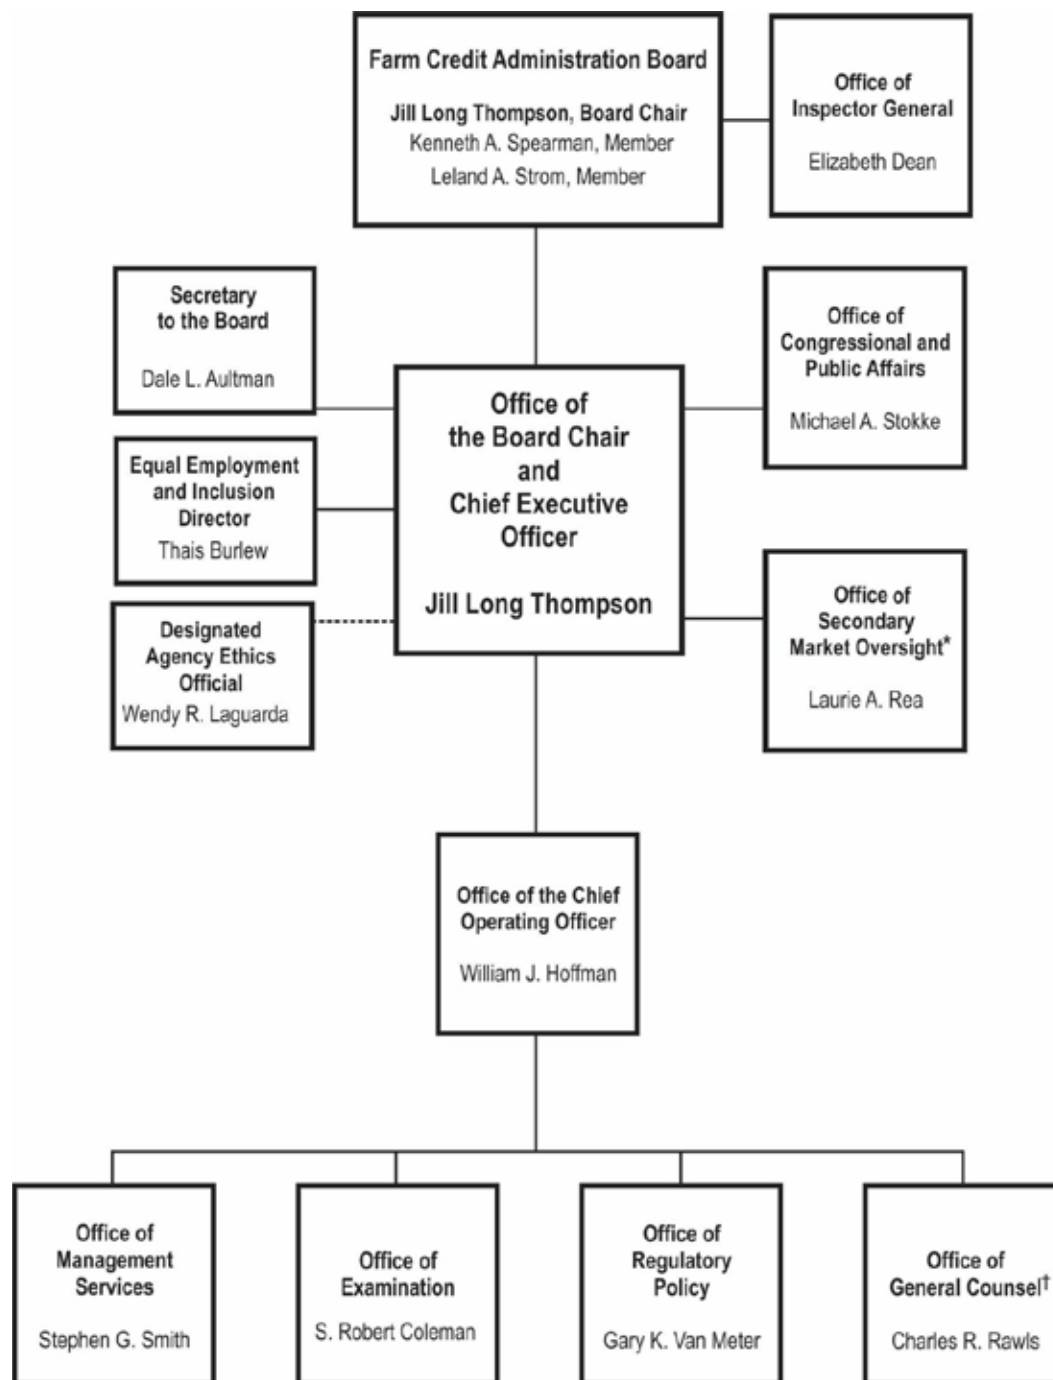 Farm Credit Administration Board
Jill Long Thompson, Board Chair
Kenneth A. Spearman, Member
Leland A. Strom, Member
Office of
Inspector General
Elizabeth Dean
Secretary
to the Board
Dale L. Aultman
Office of
Congressional and
Public Affairs
Michael A. Stokke
Office of
the Board Chair
and
Chief Executive
Officer
Jill Long Thompson
Equal Employment
and Inclusion
Director
Thais Burlew
Designated
Agency Ethics
Official
Wendy R. Laguarda
Office of
Secondary
Market Oversight*
Laurie A. Rea
Office of the Chief
Operating Officer
William J. Hoffman
Office of
Management
Services
Stephen G. Smith
Office of
Examination
S. Robert Coleman
Office of
Regulatory
Policy
Gary K. Van Meter
Office of
General Counsel†
Charles R. Rawls